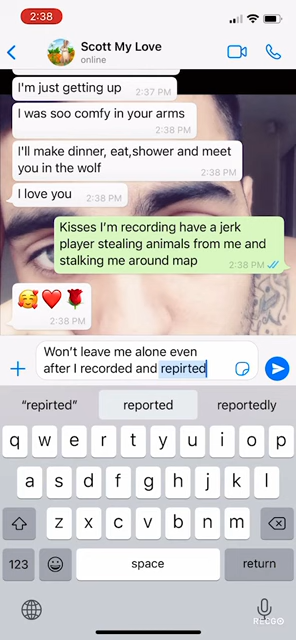 2:38
Scott My Love
online
I'm just getting up 2:37 PM
I was soo comfy in your arms
2:38 PM
I'll make dinner, eat,shower and meet
you in the wolf 2:38 PM
I love you 2:38 PM
Kisses I'm recording have a jerk
player stealing animals from me and
stalking me around map 2:38 PM
2:38 PM
Won't leave me alone even
after I recorded and repirted
“repirted” reported reportedly
q w e r t y u i o p
a s d f g h j k l
z x c v b n m
123 space return
RECGO